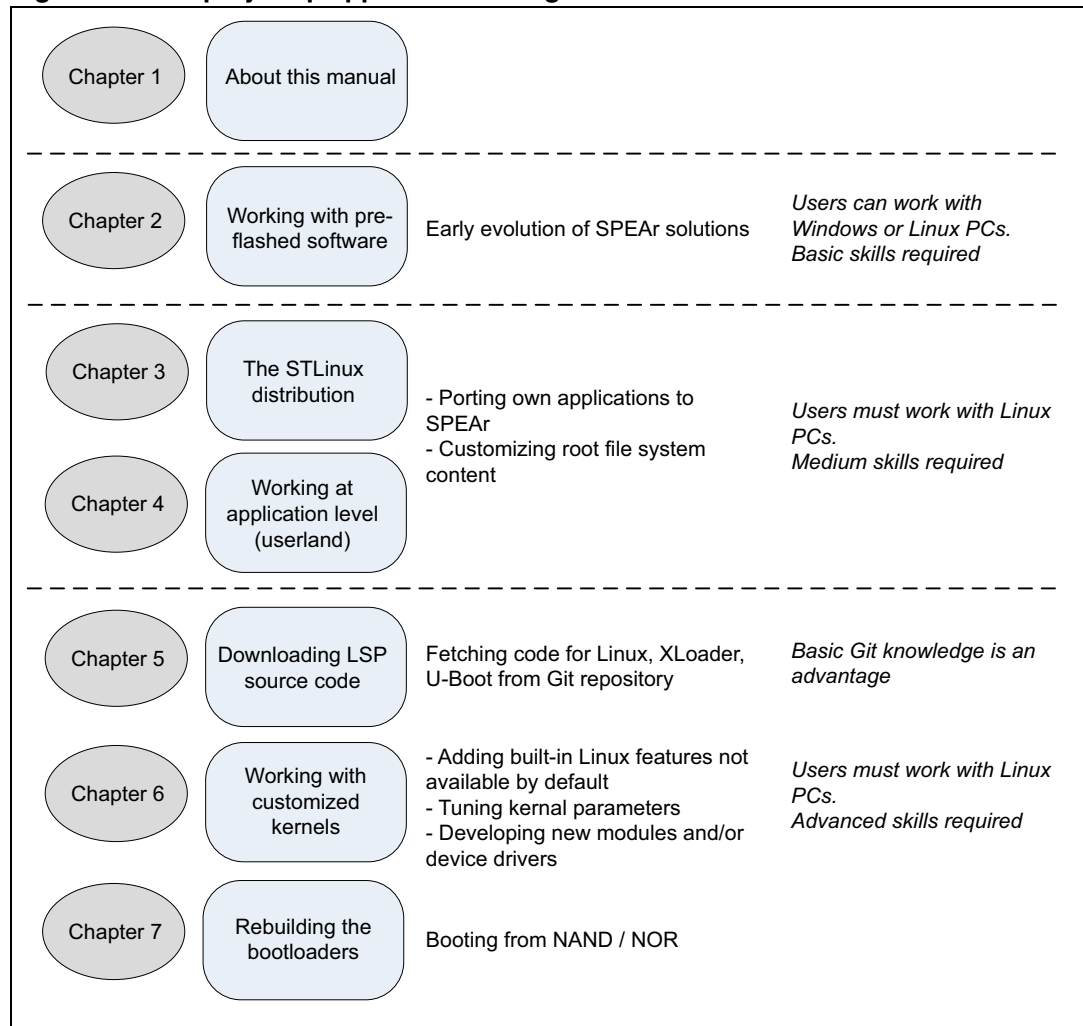 Chapter 1
About this manual
Chapter 2
Working with pre-
flashed software
Early evolution of SPEAr solutions
Users can work with
Windows or Linux PCs.
Basic skills required
Chapter 3
The STLinux
distribution
Chapter 4
Working at
application level
(userland)
- Porting own applications to
SPEAr
- Customizing root file system
content
Users must work with Linux
PCs.
Medium skills required
Chapter 5
Downloading LSP
source code
Fetching code for Linux, XLoader,
U-Boot from Git repository
Basic Git knowledge is an
advantage
Chapter 6
Working with
customized
kernels
- Adding built-in Linux features not
available by default
- Tuning kernal parameters
- Developing new modules and/or
device drivers
Users must work with Linux
PCs.
Advanced skills required
Chapter 7
Rebuilding the
bootloaders
Booting from NAND / NOR